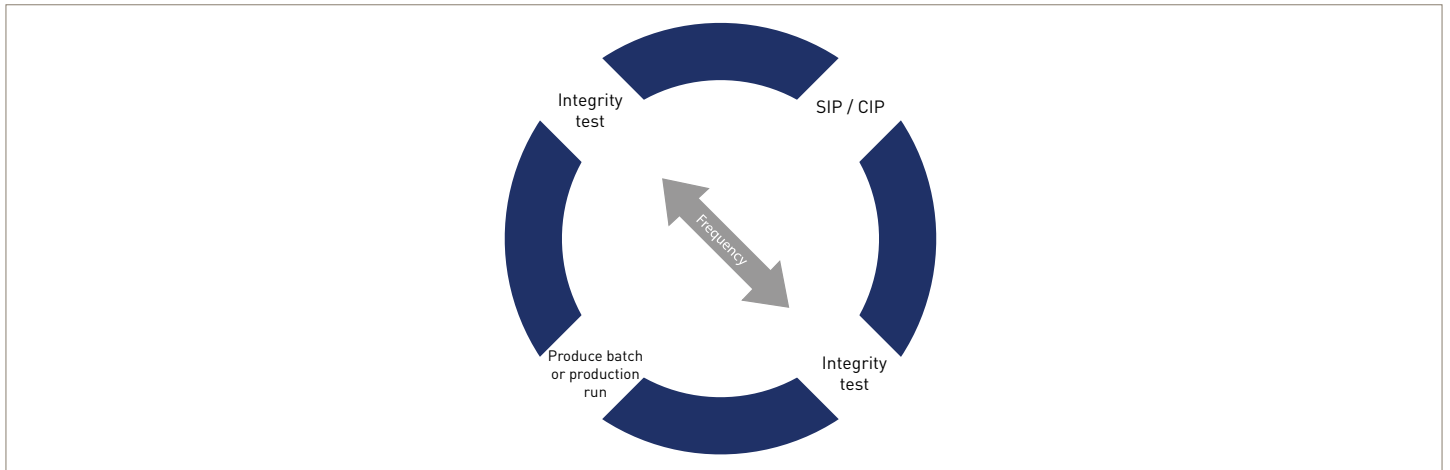 Integrity
test
SIP / CIP
Frequency
Produce batch
or production
run
Integrity
test